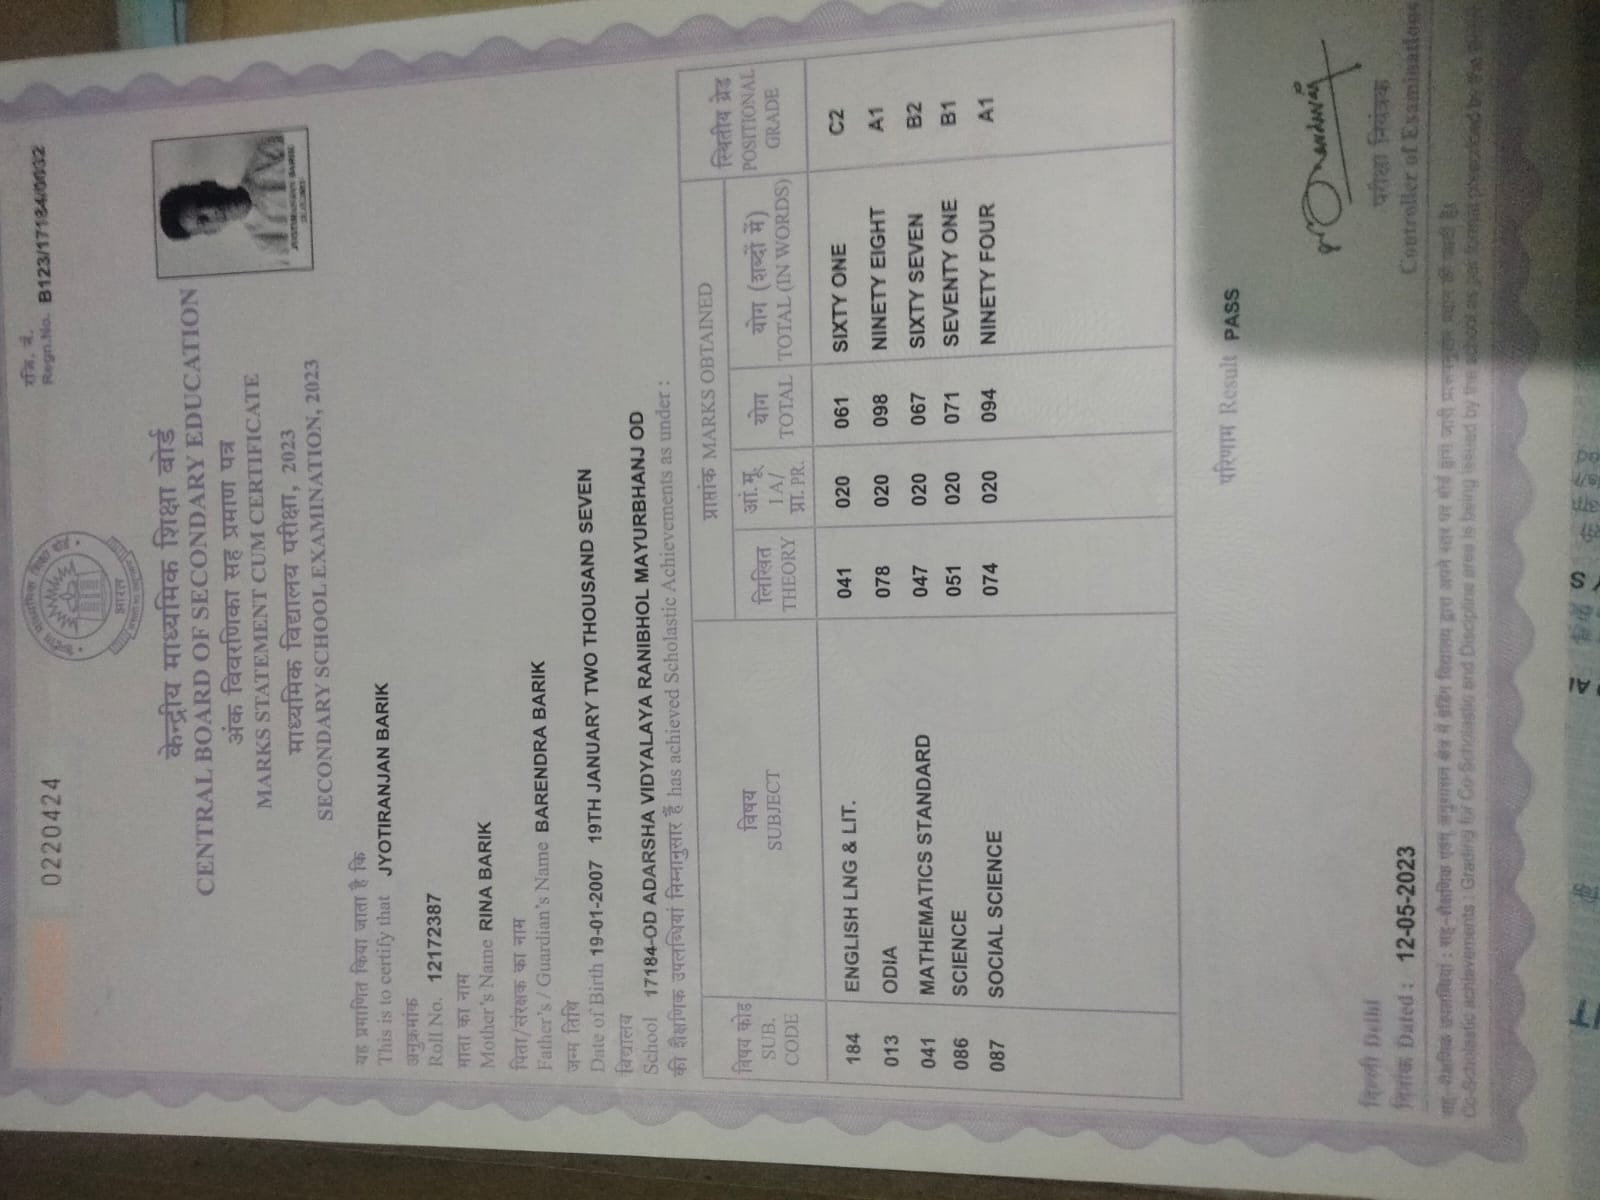 0220424
रजि. नं.
Regn.No. B123/17184/0032
भारत
केन्द्रीय माध्यमिक शिक्षा बोर्ड
CENTRAL BOARD OF SECONDARY EDUCATION
अंक विवरणिका सह प्रमाण पत्र
MARKS STATEMENT CUM CERTIFICATE
माध्यमिक विद्यालय परीक्षा, 2023
SECONDARY SCHOOL EXAMINATION, 2023
यह प्रमाणित किया जाता है कि
This is to certify that JYOTIRANJAN BARIK
अनुक्रमांक
Roll No. 12172387
माता का नाम
Mother's Name RINA BARIK
पिता/संरक्षक का नाम
Father's / Guardian's Name BARENDRA BARIK
जन्म तिथि
Date of Birth 19-01-2007 19TH JANUARY TWO THOUSAND SEVEN
विद्यालय
School 17184-OD ADARSHA VIDYALAYA RANIBHOL MAYURBHANJ OD
की शैक्षणिक उपलब्धियां निम्नानुसार हैं has achieved Scholastic Achievements as under :
विषय कोड SUB. CODE
विषय SUBJECT
प्राप्तांक MARKS OBTAINED
लिखित THEORY
आं.मू. IA/ प्रा. PR.
योग TOTAL
योग (शब्दों में) TOTAL (IN WORDS)
स्थितीय ग्रेड POSITIONAL GRADE
184 ENGLISH LNG & LIT. 041 020 061 SIXTY ONE C2
013 ODIA 078 020 098 NINETY EIGHT A1
041 MATHEMATICS STANDARD 047 020 067 SIXTY SEVEN B2
086 SCIENCE 051 020 071 SEVENTY ONE B1
087 SOCIAL SCIENCE 074 020 094 NINETY FOUR A1
परिणाम Result PASS
दिल्ली Delhi
दिनांक Dated : 12-05-2023
परीक्षा नियंत्रक
Controller of Examinations
Co-Scholastic achievements : Grading for Co-Scholastic and Discipline area is being issued by the school as per format prescribed by the Board